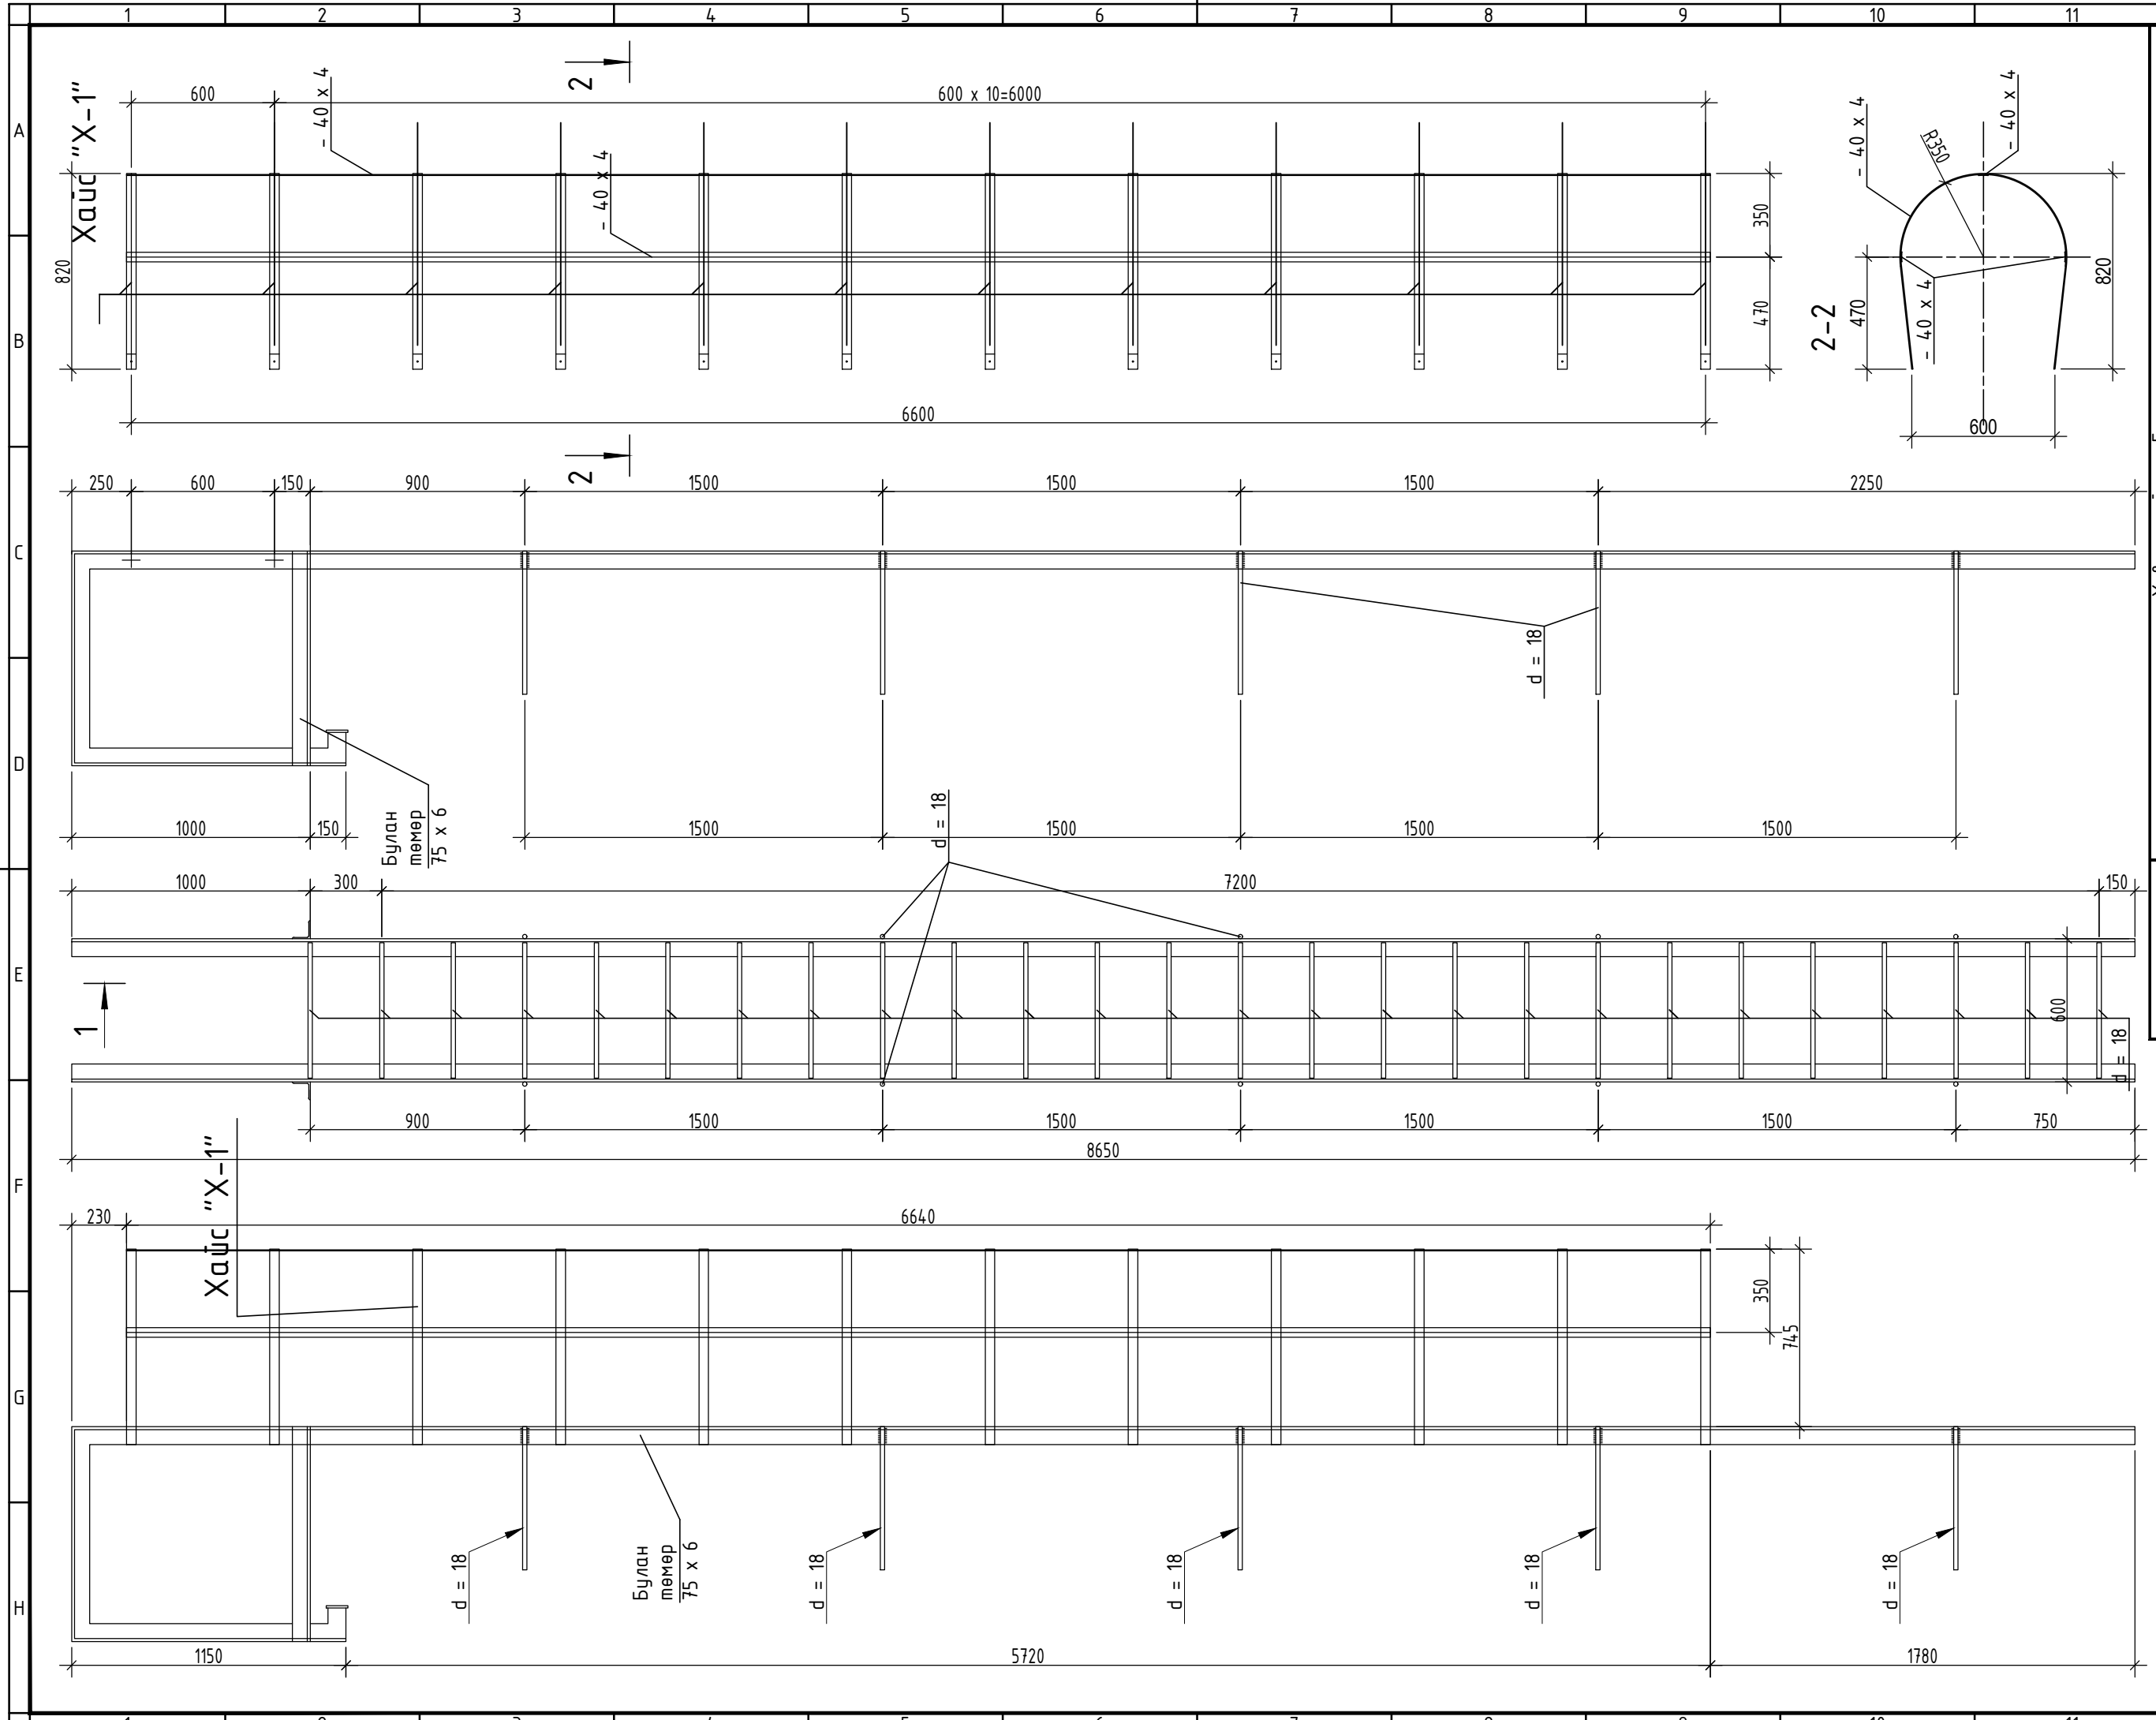 1 2 3 4 5 6 7 8 9 10 11
A
B
C
D
E
F
G
H
Хайс "Х-1"
600
- 40 x 4
2
600 x 10=6000
- 40 x 4
820
350
470
6600
2
- 40 x 4
R350
- 40 x 4
2-2
470
- 40 x 4
820
600
250 600 150 900 1500 1500 1500 2250
d = 18
1000 150
Булан
төмөр
75 x 6
1500 1500 1500 1500
d = 18
1000 300 7200 150
1
600
d = 18
900 1500 1500 1500 1500 750
8650
Хайс "Х-1"
230 6640
350
745
d = 18
Булан
төмөр
75 x 6
d = 18
d = 18
d = 18
d = 18
1150 5720 1780